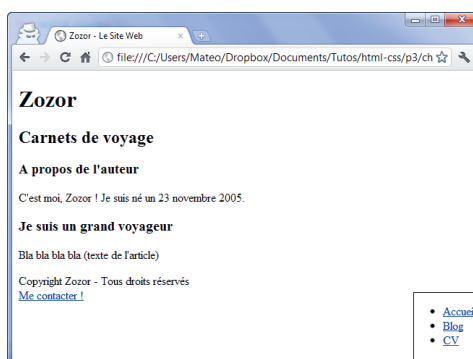 Zozor - Le Site Web
file:///C:/Users/Mateo/Dropbox/Documents/Tutos/html-css/p3/ch
Zozor
Carnets de voyage
A propos de l'auteur
C'est moi, Zozor ! Je suis né un 23 novembre 2005.
Je suis un grand voyageur
Bla bla bla bla (texte de l'article)
Copyright Zozor - Tous droits réservés
Me contacter !
Accuei
Blog
CV